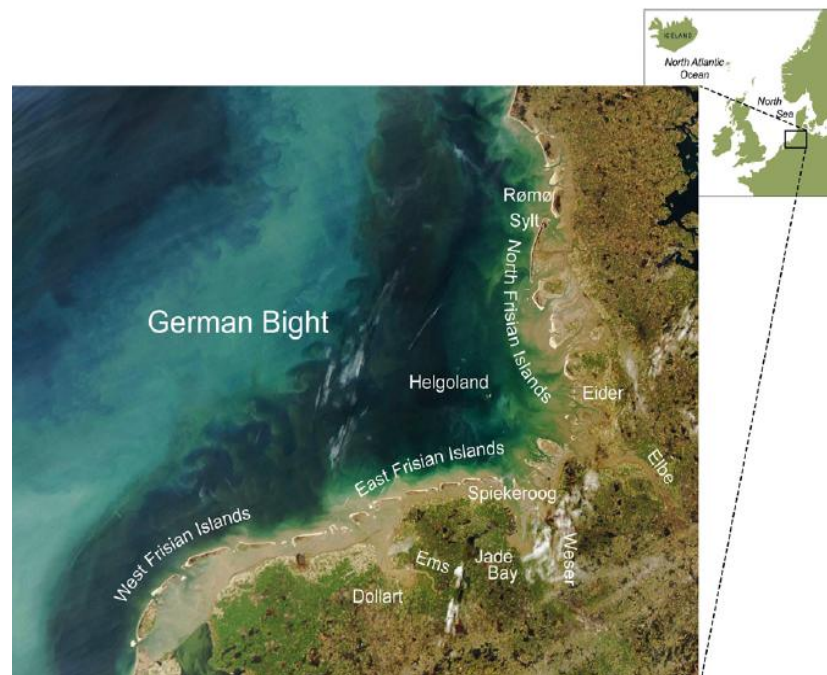 ICELAND
North Atlantic
Ocean
North
Sea
Rømø
Sylt
North Frisian Islands
German Bight
Helgoland
Eider
East Frisian Islands
Elbe
Spiekeroog
West Frisian Islands
Weser
Ems
Jade
Bay
Dollart